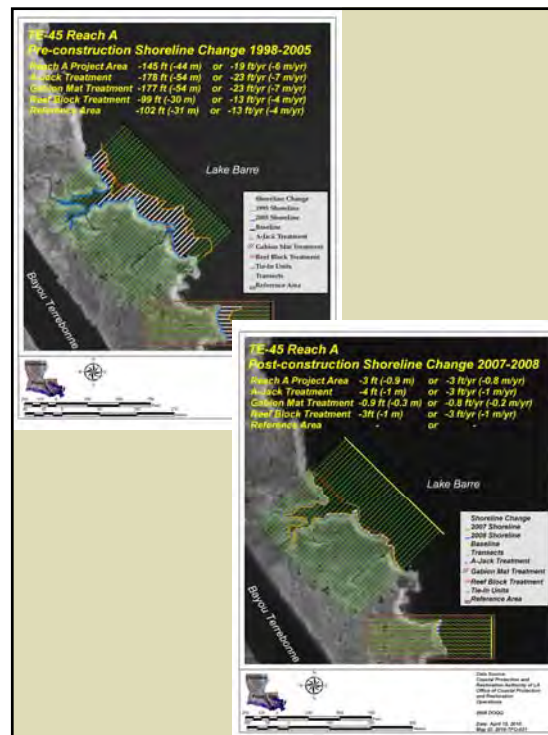 TE-45 Reach A
Pre-construction Shoreline Change 1998-2005
Reach A Project Area -145 ft (-44 m) or -19 ft/yr (-6 m/yr)
A-Jack Treatment -178 ft (-54 m) or -23 ft/yr (-7 m/yr)
Gabion Mat Treatment -177 ft (-54 m) or -23 ft/yr (-7 m/yr)
Reef Block Treatment -99 ft (-30 m) or -13 ft/yr (-4 m/yr)
Reference Area -102 ft (-31 m) or -13 ft/yr (-4 m/yr)
Lake Barre
Shoreline Change
1998 Shoreline
2005 Shoreline
Baseline
A-Jack Treatment
Gabion Mat Treatment
Reef Block Treatment
Tie-In Units
Transects
Reference Area
Bayou Terrebonne
TE-45 Reach A
Post-construction Shoreline Change 2007-2008
Reach A Project Area -3 ft (-0.9 m) or -3 ft/yr (-0.8 m/yr)
A-Jack Treatment -4 ft (-1 m) or -3 ft/yr (-1 m/yr)
Gabion Mat Treatment -0.9 ft (-0.3 m) or -0.8 ft/yr (-0.2 m/yr)
Reef Block Treatment -3ft (-1 m) or -3 ft/yr (-1 m/yr)
Reference Area - or -
Lake Barre
Shoreline Change
2007 Shoreline
2008 Shoreline
Baseline
Transects
A-Jack Treatment
Gabion Mat Treatment
Reef Block Treatment
Tie-In Units
Reference Area
Bayou Terrebonne
Data Source:
Coastal Protection and
Restoration Authority of LA
Office of Coastal Protection
and Restoration
Operations
2008 DOQQ
Date: April 15, 2010